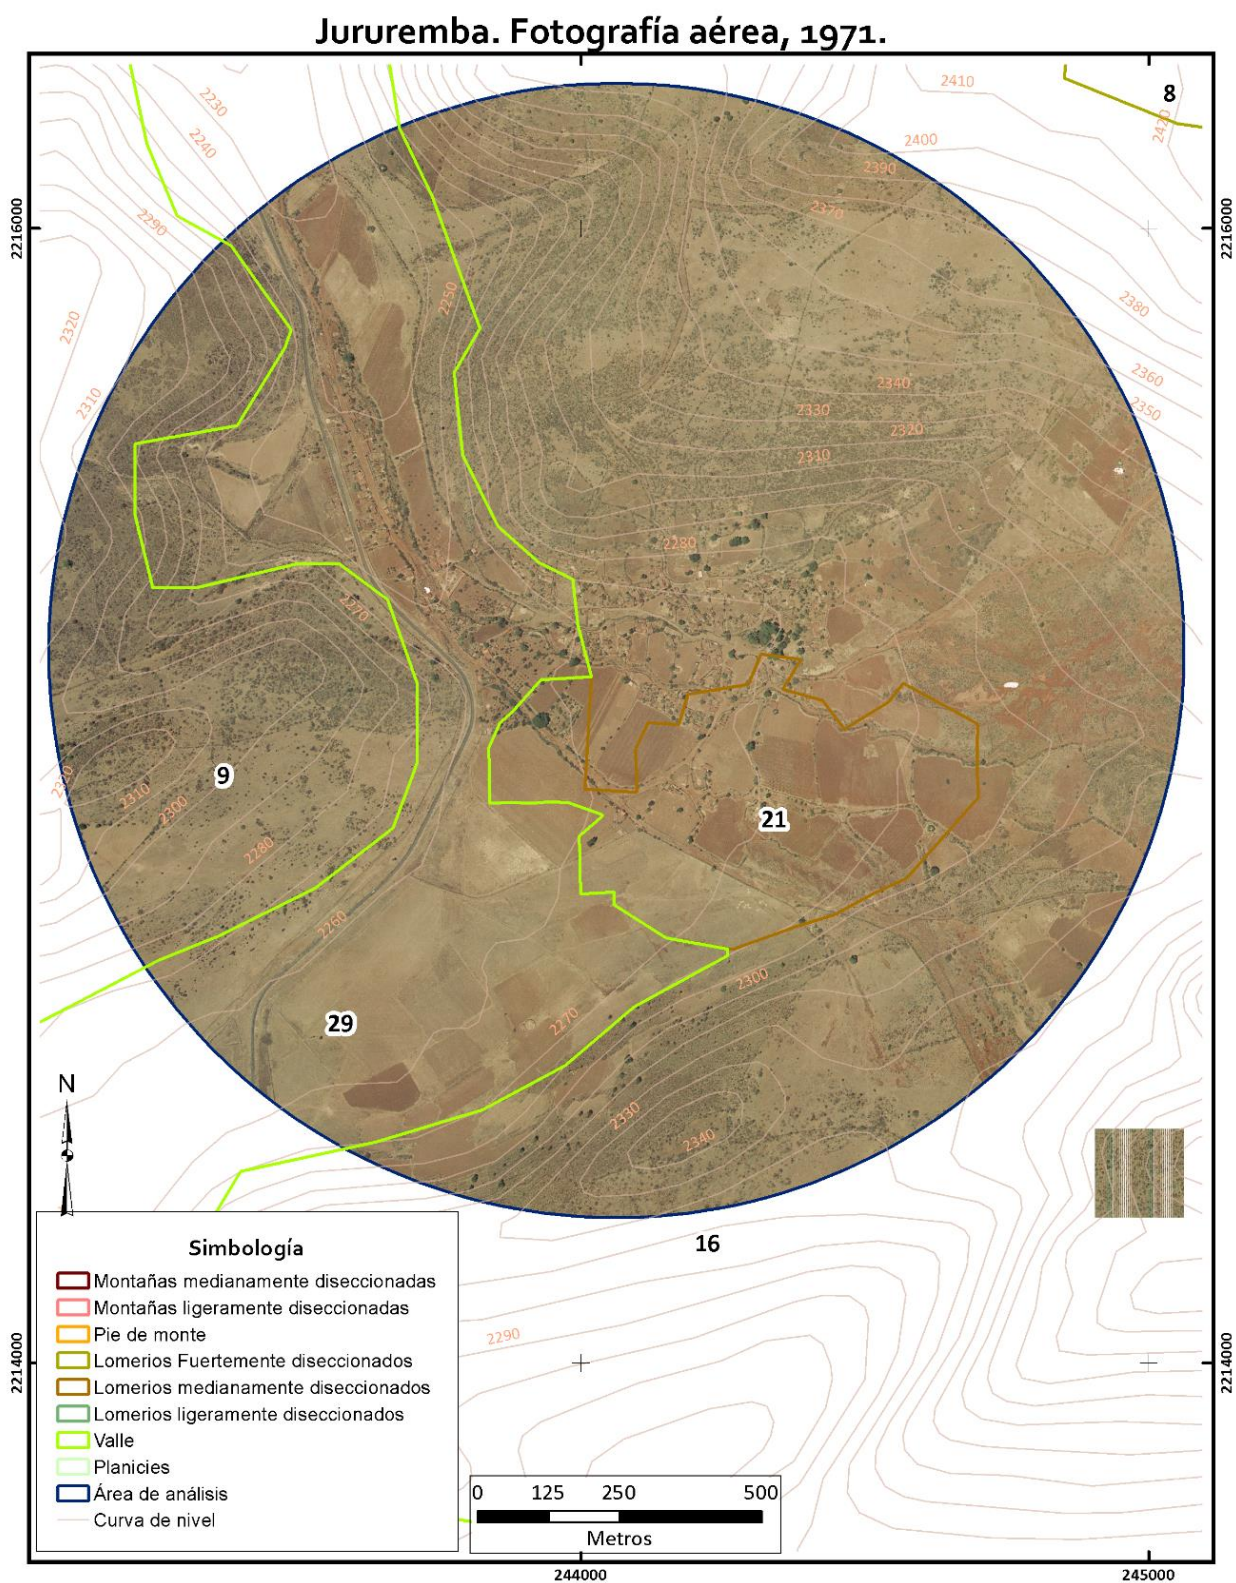 Jururemba. Fotografía aérea, 1971.
2410
8
2420
2230
2240
2400
2390
2370
2290
2216000
2216000
2250
2380
2320
2360
2340
2350
2310
2330
2320
2310
2280
2270
9
2310
2300
21
2280
2260
2300
29
2270
N
2330
2340
16
2290
2214000
2214000
Simbología
Montañas medianamente diseccionadas
Montañas ligeramente diseccionadas
Pie de monte
Lomerios Fuertemente diseccionados
Lomerios medianamente diseccionados
Lomerios ligeramente diseccionados
Valle
Planicies
Área de análisis
Curva de nivel
0 125 250 500
Metros
244000 245000